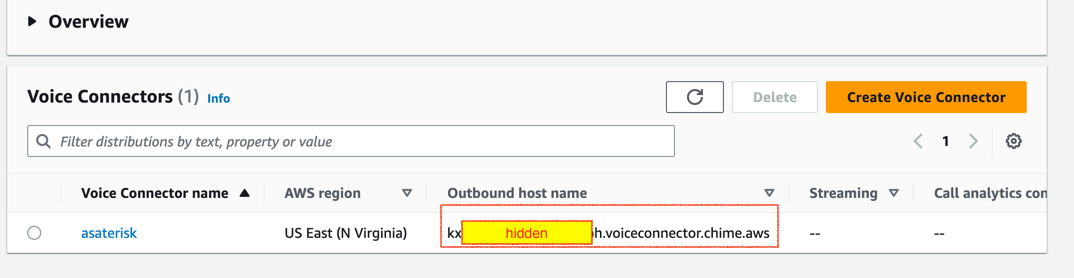 Overview
Voice Connectors (1) Info
Delete
Create Voice Connector
Filter distributions by text, property or value
1
Voice Connector name AWS region Outbound host name Streaming Call analytics con
asaterisk US East (N Virginia) kx hidden h.voiceconnector.chime.aws -- --